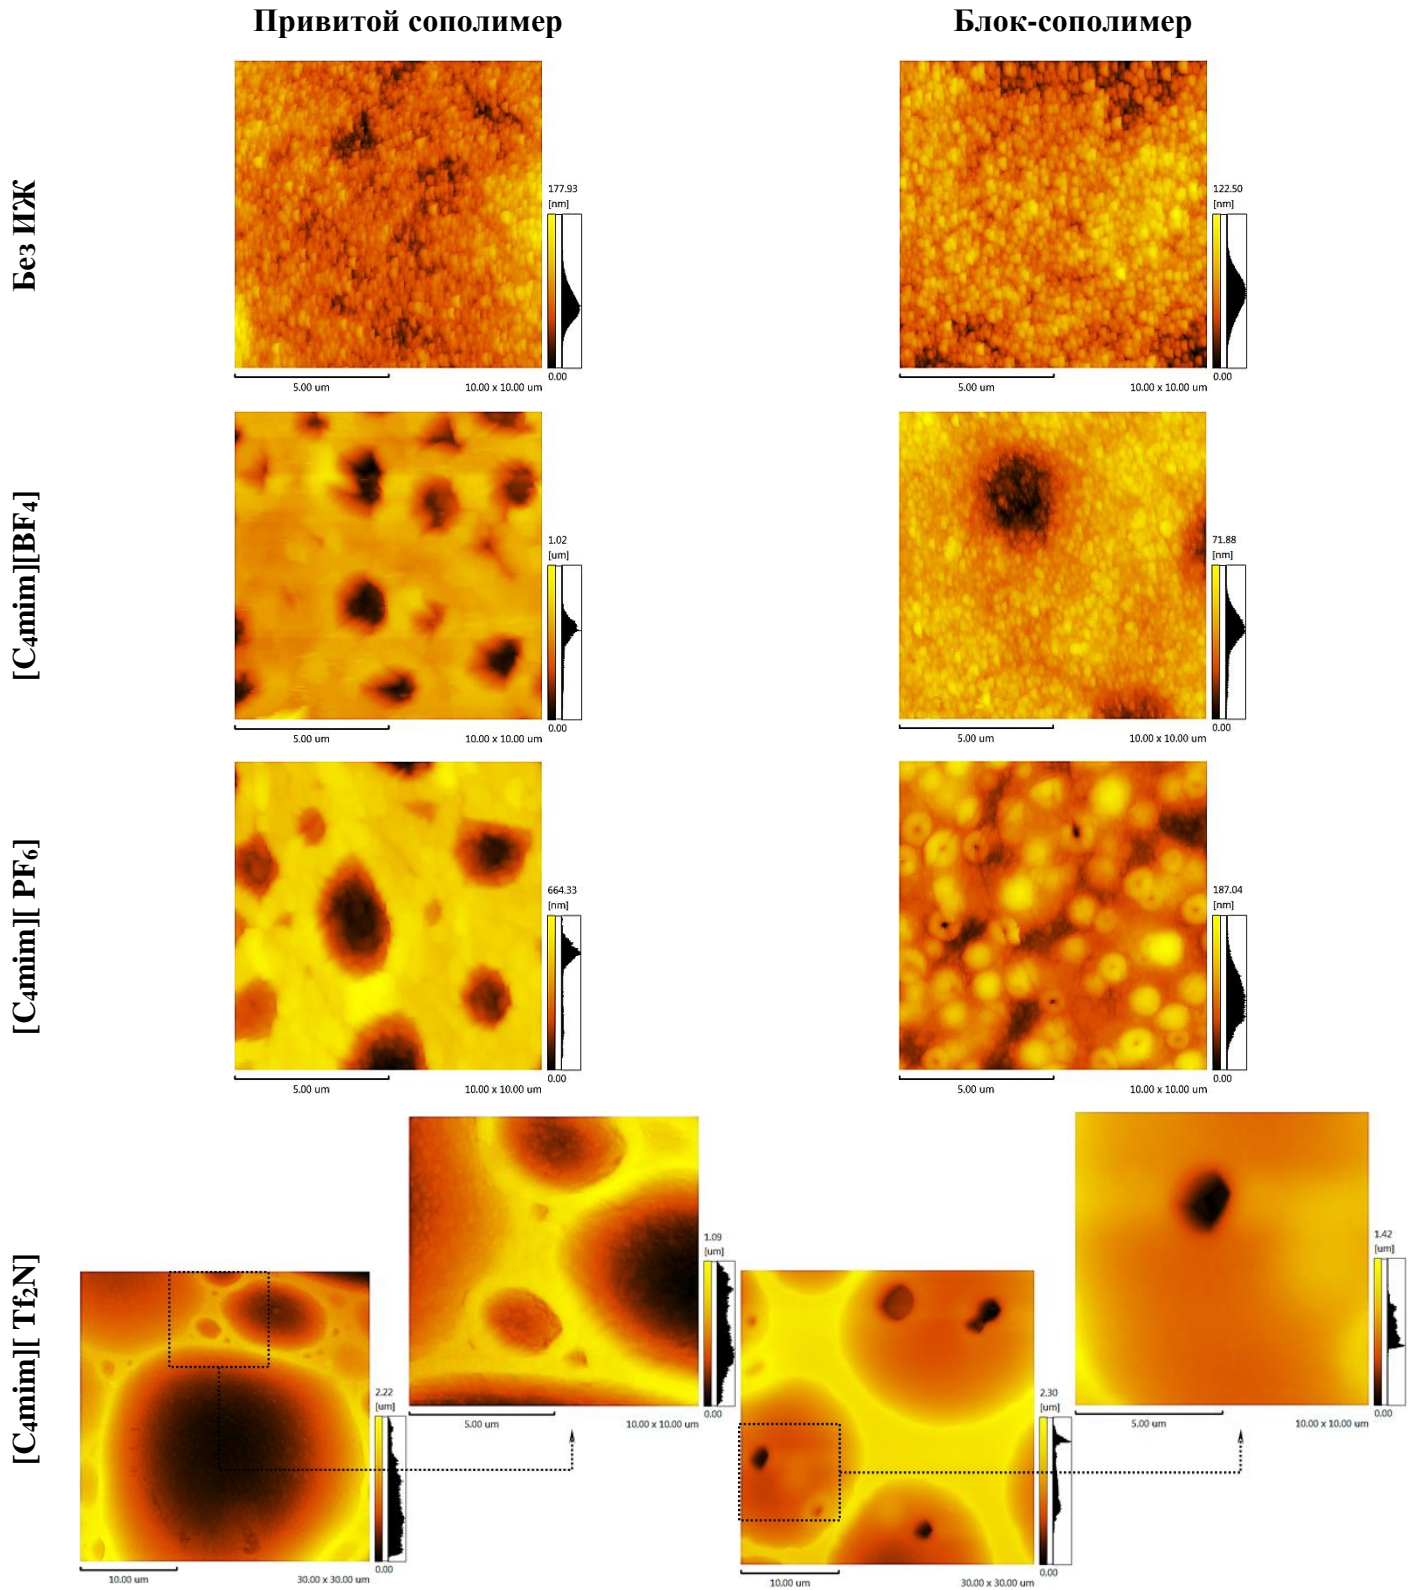 Привитой сополимер
Блок-сополимер
Без ИЖ
177.93
[nm]
0.00
5.00 um
10.00 x 10.00 um
122.50
[nm]
0.00
5.00 um
10.00 x 10.00 um
[C4mim][BF4]
1.02
[um]
0.00
5.00 um
10.00 x 10.00 um
71.88
[nm]
0.00
5.00 um
10.00 x 10.00 um
[C4mim][ PF6]
664.33
[nm]
0.00
5.00 um
10.00 x 10.00 um
187.04
[nm]
0.00
5.00 um
10.00 x 10.00 um
[C4mim][ Tf2N]
2.22
[um]
0.00
10.00 um
30.00 x 30.00 um
1.09
[um]
0.00
5.00 um
10.00 x 10.00 um
2.30
[um]
0.00
10.00 um
30.00 x 30.00 um
1.42
[um]
0.00
5.00 um
10.00 x 10.00 um